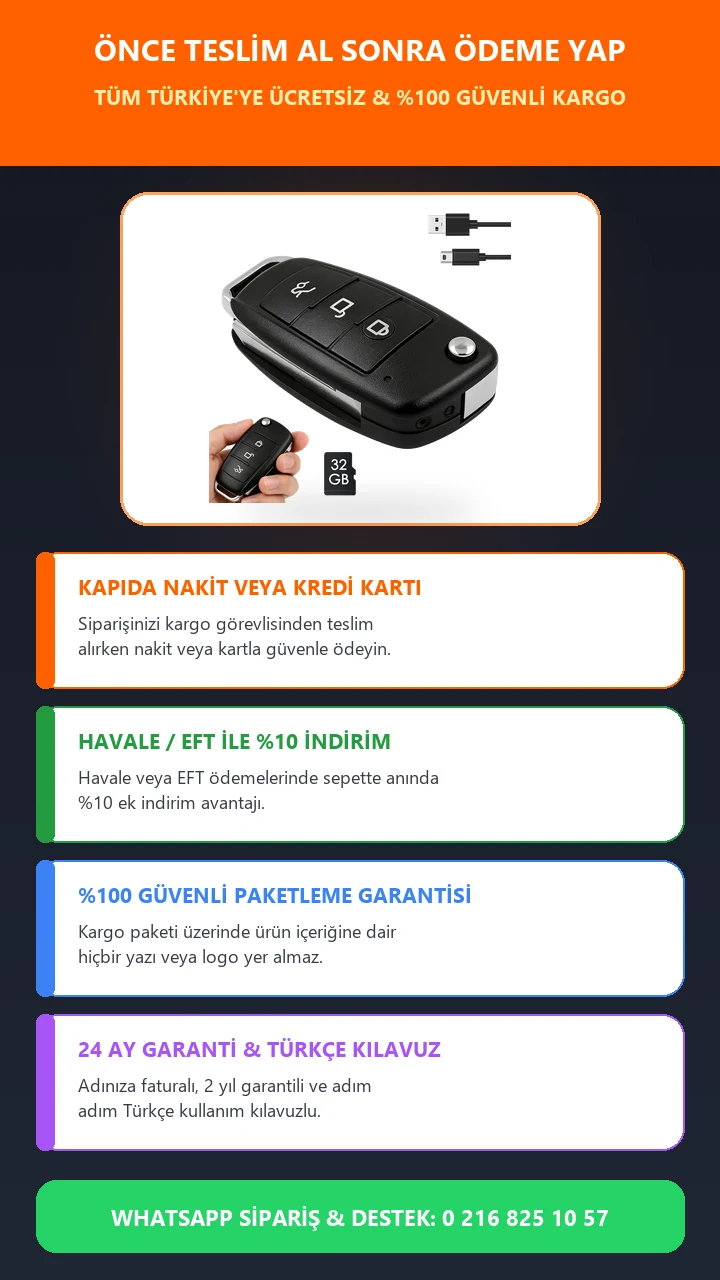 ÖNCE TESLİM AL SONRA ÖDEME YAP
TÜM TÜRKİYE'YE ÜCRETSİZ & %100 GÜVENLİ KARGO
32
GB
KAPIDA NAKİT VEYA KREDİ KARTI
Siparişinizi kargo görevlisinden teslim
alırken nakit veya kartla güvenle ödeyin.
HAVALE / EFT İLE %10 İNDİRİM
Havale veya EFT ödemelerinde sepette anında
%10 ek indirim avantajı.
%100 GÜVENLİ PAKETLEME GARANTİSİ
Kargo paketi üzerinde ürün içeriğine dair
hiçbir yazı veya logo yer almaz.
24 AY GARANTİ & TÜRKÇE KILAVUZ
Adınıza faturalı, 2 yıl garantili ve adım
adım Türkçe kullanım kılavuzlu.
WHATSAPP SİPARİŞ & DESTEK: 0 216 825 10 57